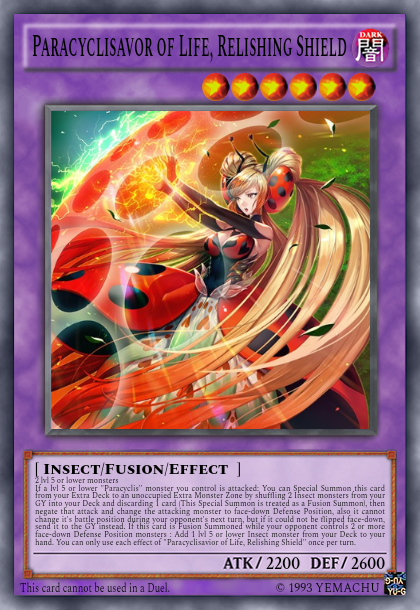 PARACYCLISAVOR OF LIFE, RELISHING SHIELD
DARK
闇
[ INSECT/FUSION/EFFECT ]
2 lvl 5 or lower monsters
If a lvl 5 or lower "Paracyclis" monster you control is attacked: You can Special Summon this card
from your Extra Deck to an unoccupied Extra Monster Zone by shuffling 2 Insect monsters from your
GY into your Deck and discarding 1 card (This Special Summon is treated as a Fusion Summon), then
negate that attack and change the attacking monster to face-down Defense Position, also it cannot
change it's battle position during your opponent's next turn, but if it could not be flipped face-down,
send it to the GY instead. If this card is Fusion Summoned while your opponent controls 2 or more
face-down Defense Position monsters : Add 1 lvl 5 or lower Insect monster from your Deck to your
hand. You can only use each effect of "Paracyclisavor of Life, Relishing Shield" once per turn.
ATK/ 2200 DEF/ 2600
This card cannot be used in a Duel.
© 1993 YEMACHU
YU-G